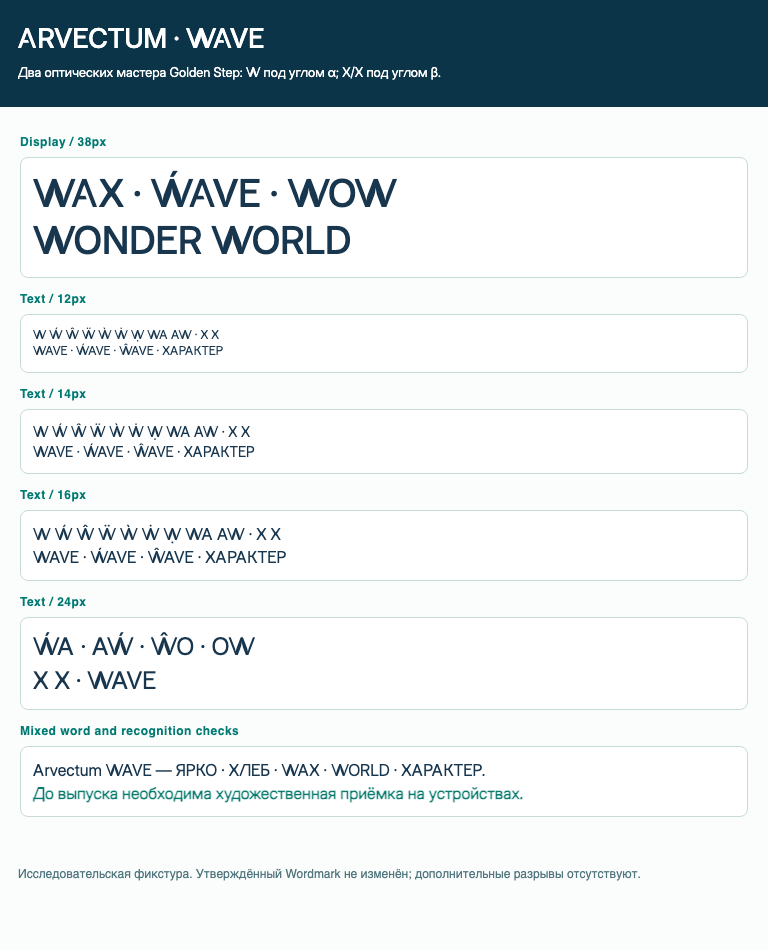 ARVECTUM · WAVE
Два оптических мастера Golden Step: W под углом α; X/Х под углом β.
Display / 38px
WAX · ẂAVE · WOW
WONDER WORLD
Text / 12px
W Ẃ Ŵ Ẅ Ẁ Ẇ Ẉ WA AW · X Х
WAVE · ẂAVE · ŴAVE · ХАРАКТЕР
Text / 14px
W Ẃ Ŵ Ẅ Ẁ Ẇ Ẉ WA AW · X Х
WAVE · ẂAVE · ŴAVE · ХАРАКТЕР
Text / 16px
W Ẃ Ŵ Ẅ Ẁ Ẇ Ẉ WA AW · X Х
WAVE · ẂAVE · ŴAVE · ХАРАКТЕР
Text / 24px
ẂA · AẂ · ŴO · OW
X Х · WAVE
Mixed word and recognition checks
Arvectum WAVE — ЯРКО · ХЛЕБ · WAX · WORLD · ХАРАКТЕР.
До выпуска необходима художественная приёмка на устройствах.
Исследовательская фикстура. Утверждённый Wordmark не изменён; дополнительные разрывы отсутствуют.